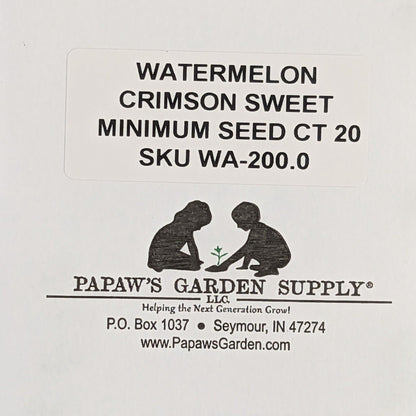 WATERMELON
CRIMSON SWEET
MINIMUM SEED CT 20
SKU WA-200.0
PAPAW'S GARDEN SUPPLY®
LLC.
Helping the Next Generation Grow!
P.O. Box 1037 ● Seymour, IN 47274
www.PapawsGarden.com